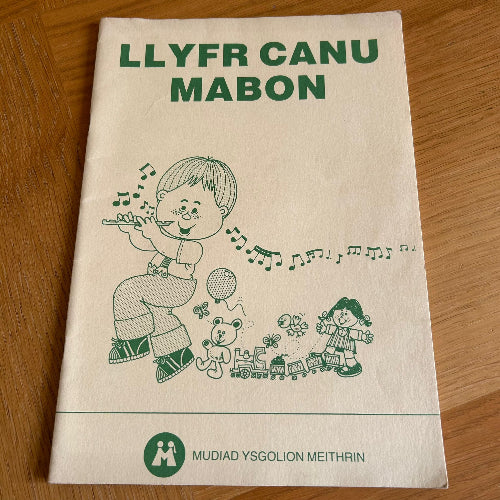 LLYFR CANU
MABON
MUDIAD YSGOLION MEITHRIN